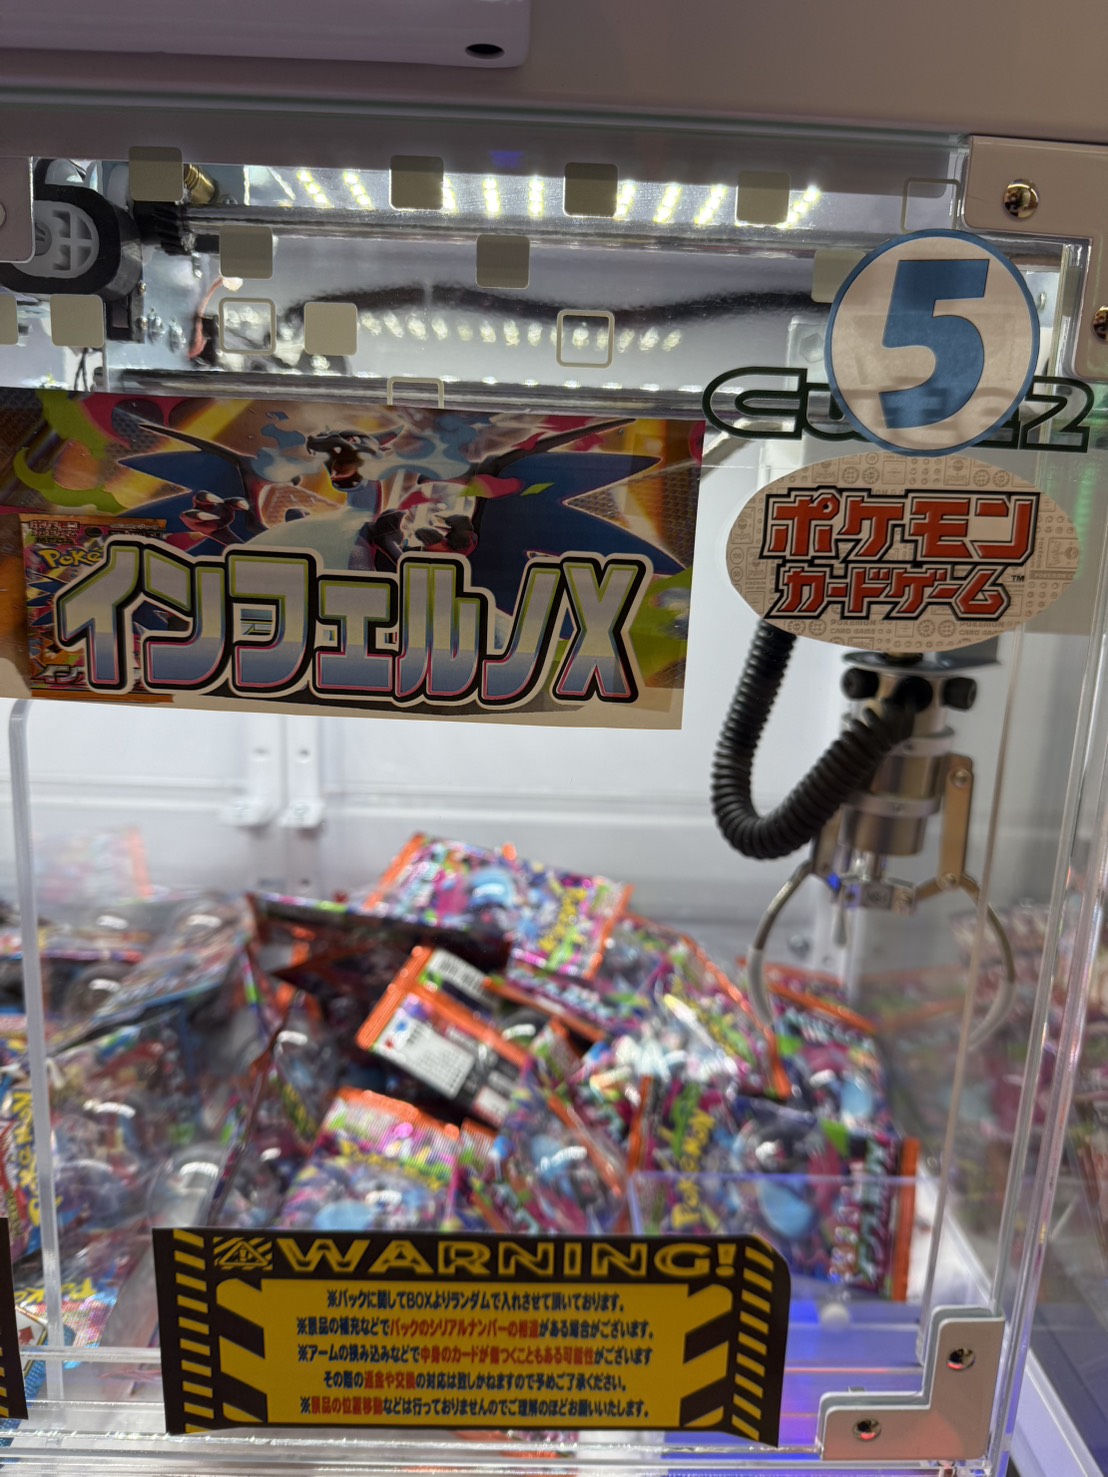 5
CUBE2
インフェルノX
ポケモン
カードゲーム™
WARNING!
※パックに関してBOXよりランダムで入れさせて頂いております。
※景品の補充などでパックのシリアルナンバーの相違がある場合がございます。
※アームの挟み込みなどで中身のカードが傷つくこともある可能性がございます
その際の返金や交換の対応は致しかねますので予めご了承ください。
※景品の位置移動などは行っておりませんのでご理解のほどお願いいたします。
Pokémon